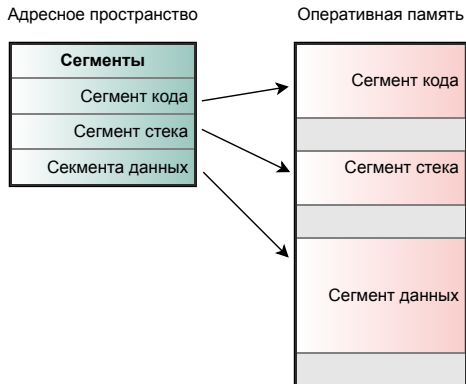 Адресное пространство
Сегменты
Сегмент кода
Сегмент стека
Секмента данных
Оперативная память
Сегмент кода
Сегмент стека
Сегмент данных